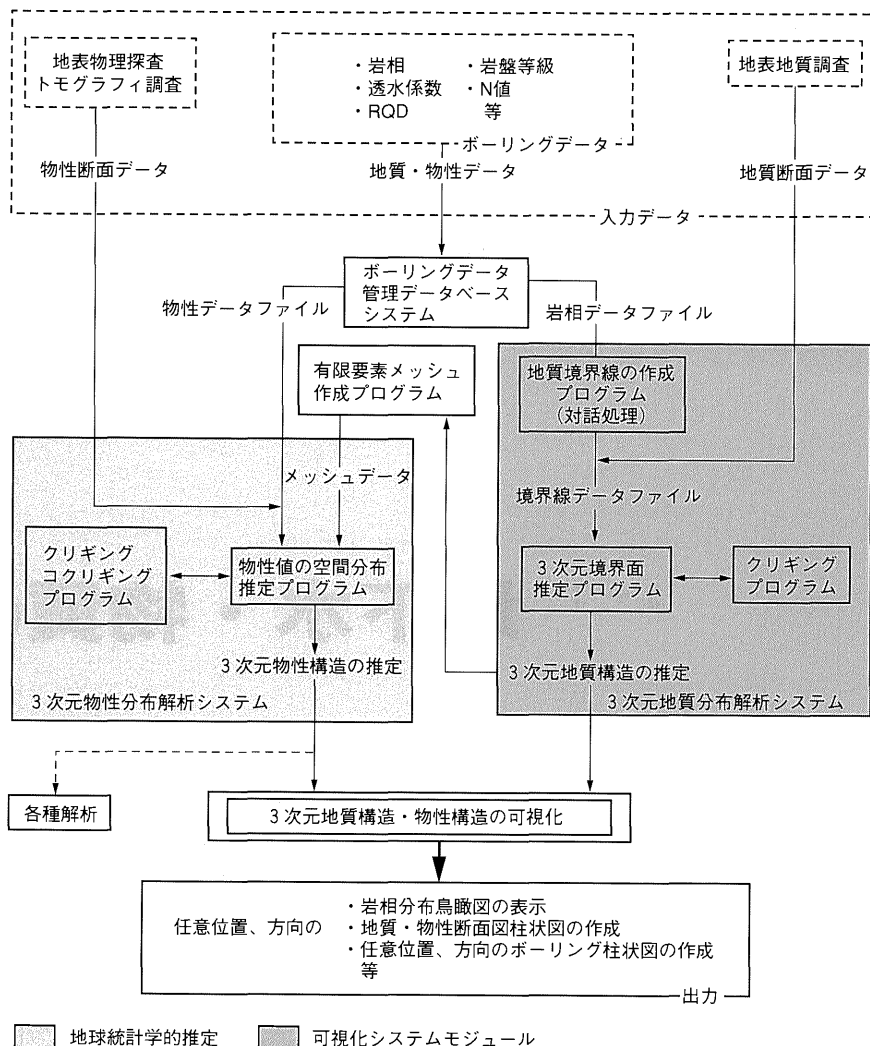 地表物理探査
トモグラフィ調査
・岩相
・透水係数
・RQD
・岩盤等級
・N値
等
ボーリングデータ
地表地質調査
物性断面データ
地質・物性データ
地質断面データ
入力データ
ボーリングデータ
管理データベース
システム
物性データファイル
岩相データファイル
有限要素メッシュ
作成プログラム
地質境界線の作成
プログラム
（対話処理）
メッシュデータ
境界線データファイル
クリギング
コクリギング
プログラム
物性値の空間分布
推定プログラム
3次元境界面
推定プログラム
クリギング
プログラム
3次元物性構造の推定
3次元地質構造の推定
3次元物性分布解析システム
3次元地質分布解析システム
各種解析
3次元地質構造・物性構造の可視化
任意位置、方向の
・岩相分布鳥瞰図の表示
・地質・物性断面図柱状図の作成
・任意位置、方向のボーリング柱状図の作成
等
出力
地球統計学的推定
可視化システムモジュール